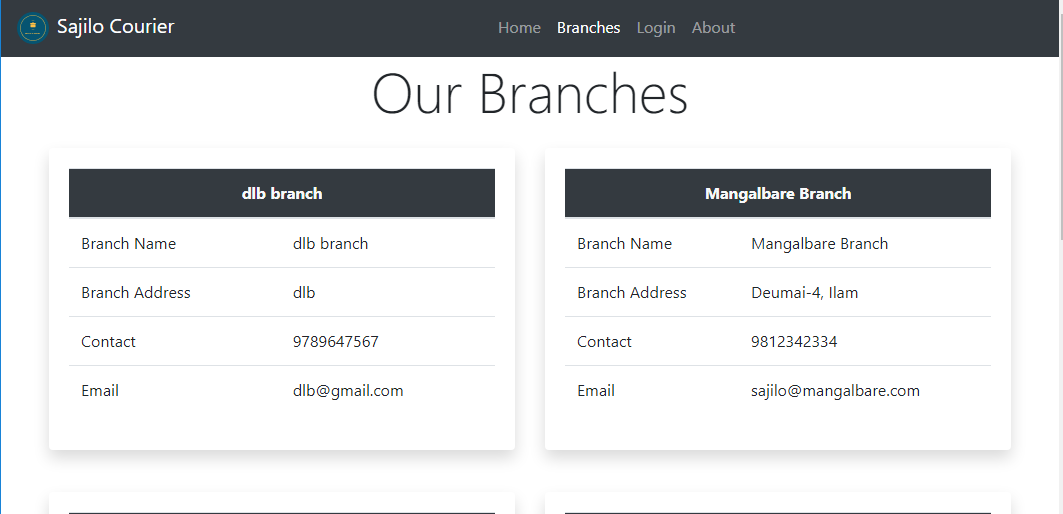 Sajilo Courier
Home Branches Login About
Our Branches
dlb branch
Branch Name dlb branch
Branch Address dlb
Contact 9789647567
Email dlb@gmail.com
Mangalbare Branch
Branch Name Mangalbare Branch
Branch Address Deumai-4, Ilam
Contact 9812342334
Email sajilo@mangalbare.com